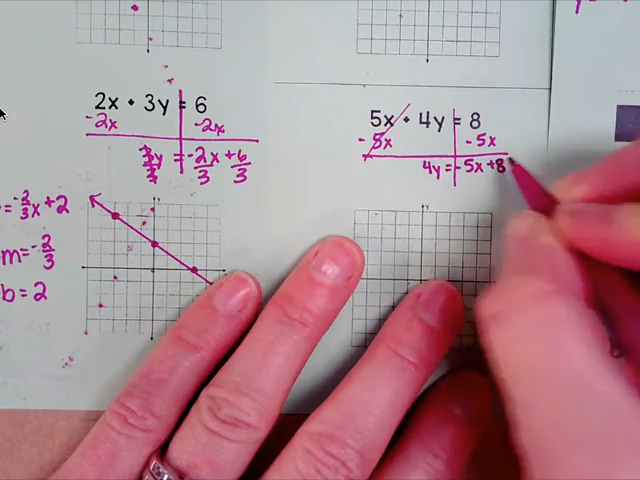 2x + 3y = 6
-2x -2x
3y/3 = -2x/3 + 6/3
= -2/3x + 2
m = -2/3
b = 2
5x + 4y = 8
- 5x - 5x
4y = -5x + 8
y
y